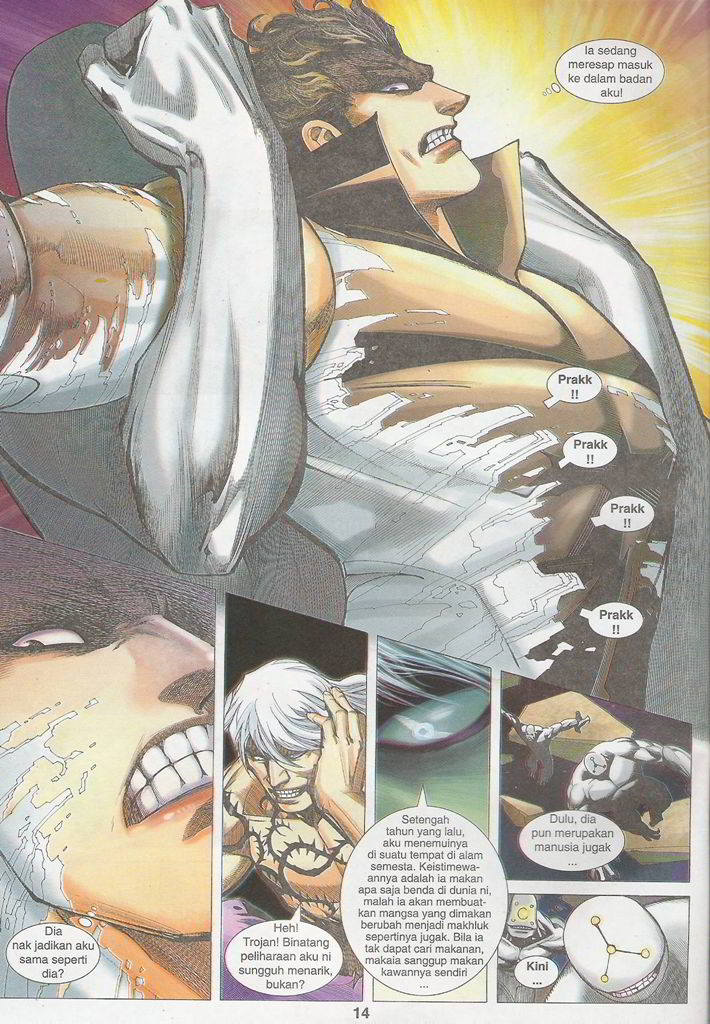 Ia sedang
meresap masuk
ke dalam badan
aku!
Prakk
!!
Prakk
!!
Prakk
!!
Prakk
!!
Dia
nak jadikan aku
sama seperti
dia?
Heh!
Trojan! Binatang
peliharaan aku ni
sungguh menarik,
bukan?
Setengah
tahun yang lalu,
aku menemuinya
di suatu tempat di alam
semesta. Keistimewa-
annya adalah ia makan
apa saja benda di dunia ni,
malah ia akan membuat-
kan mangsa yang dimakan
berubah menjadi makhluk
sepertinya jugak. Bila ia
tak dapat cari makanan,
makaia sanggup makan
kawannya sendiri
...
Dulu, dia
pun merupakan
manusia jugak
...
Kini
...
14